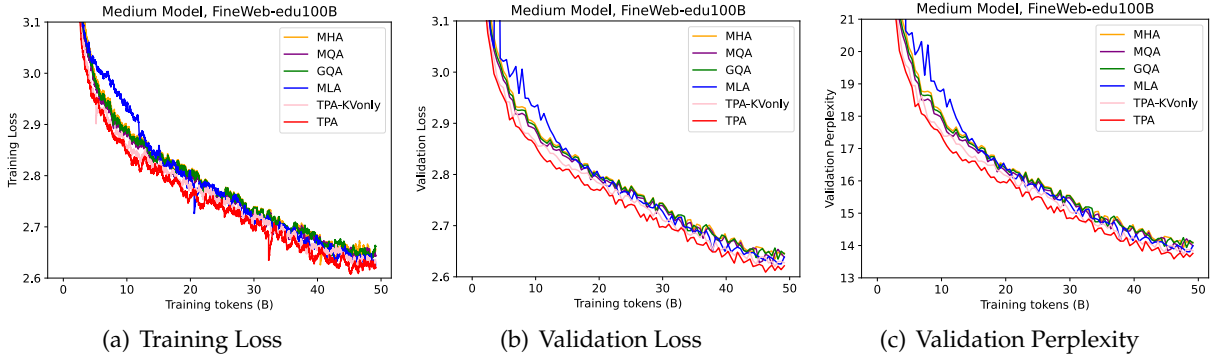 Medium Model, FineWeb-edu100B
3.1
3.0
2.9
2.8
2.7
2.6
Training Loss
0
10
20
30
40
50
Training tokens (B)
MHA
MQA
GQA
MLA
TPA-KVonly
TPA
(a) Training Loss
Medium Model, FineWeb-edu100B
3.1
3.0
2.9
2.8
2.7
2.6
Validation Loss
0
10
20
30
40
50
Training tokens (B)
MHA
MQA
GQA
MLA
TPA-KVonly
TPA
(b) Validation Loss
Medium Model, FineWeb-edu100B
21
20
19
18
17
16
15
14
13
Validation Perplexity
0
10
20
30
40
50
Training tokens (B)
MHA
MQA
GQA
MLA
TPA-KVonly
TPA
(c) Validation Perplexity